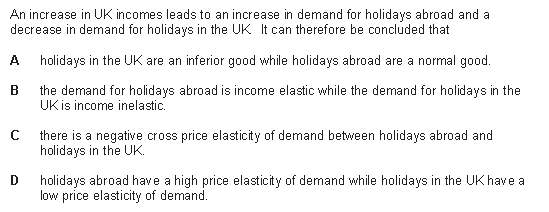 An increase in UK incomes leads to an increase in demand for holidays abroad and a
decrease in demand for holidays in the UK. It can therefore be concluded that
A holidays in the UK are an inferior good while holidays abroad are a normal good.
B the demand for holidays abroad is income elastic while the demand for holidays in the
UK is income inelastic.
C there is a negative cross price elasticity of demand between holidays abroad and
holidays in the UK.
D holidays abroad have a high price elasticity of demand while holidays in the UK have a
low price elasticity of demand.